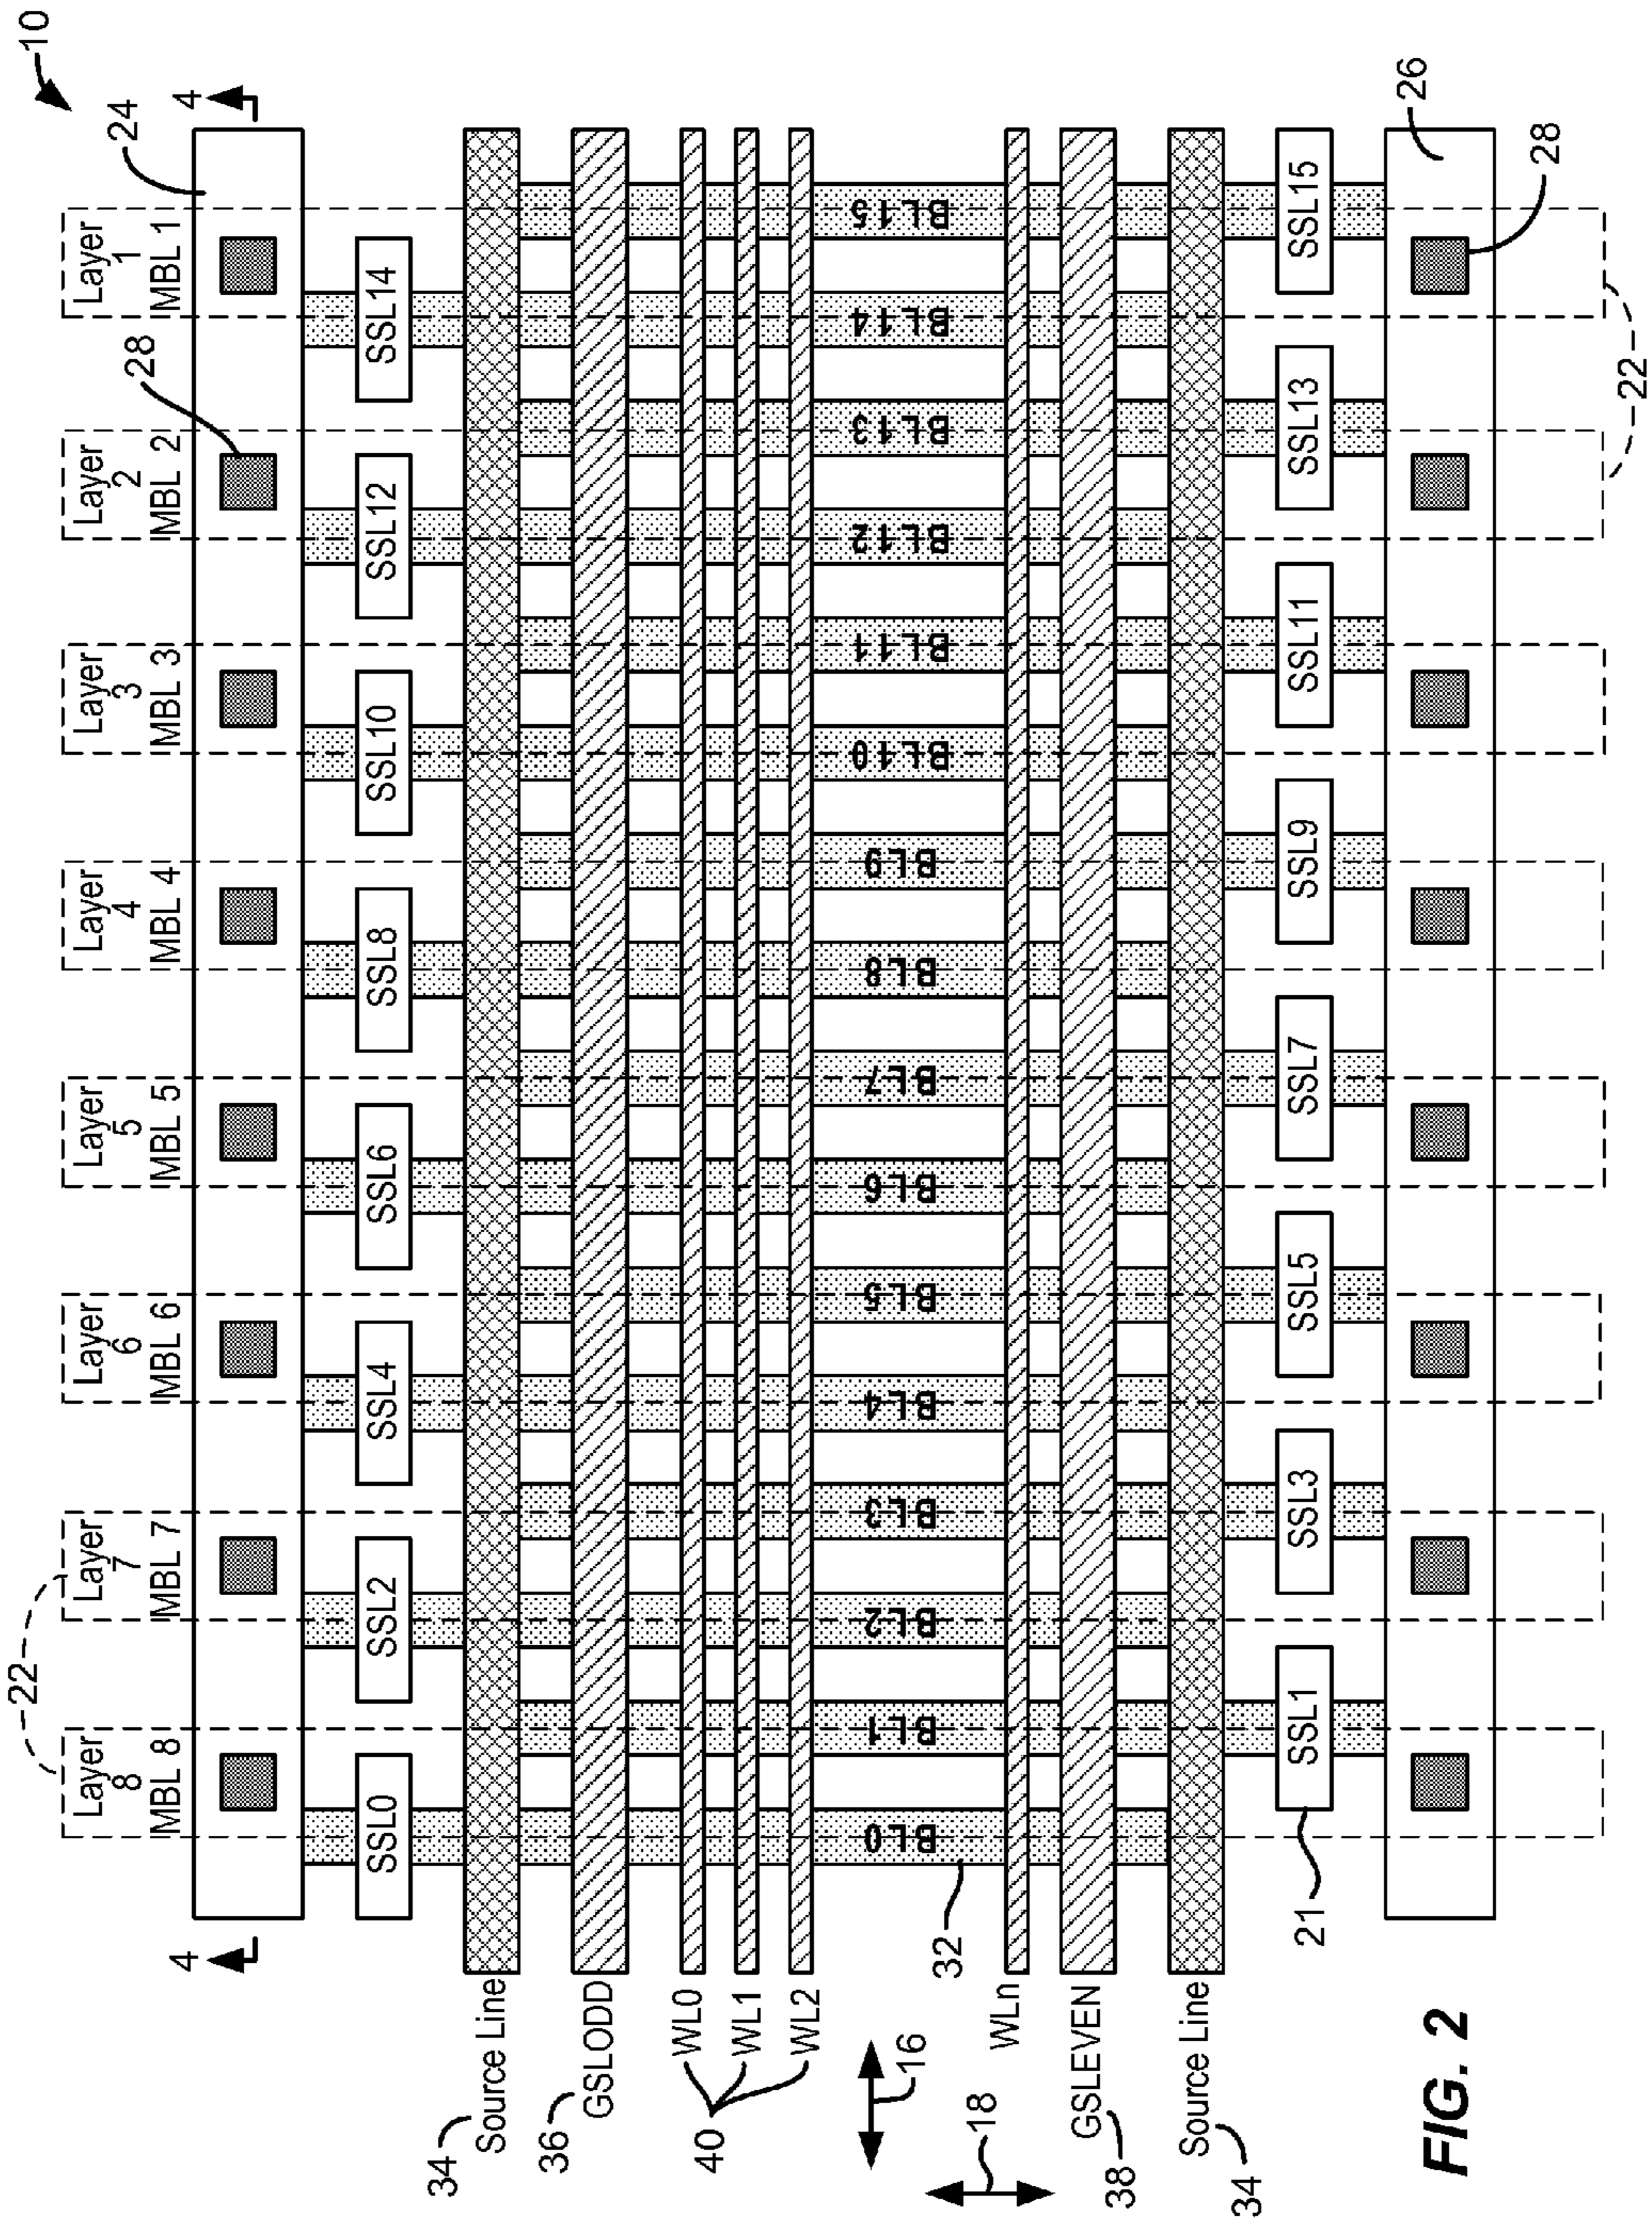 10
22
Layer
8
MBL 8
Layer
7
MBL 7
Layer
6
MBL 6
Layer
5
MBL 5
Layer
4
MBL 4
Layer
3
MBL 3
Layer
2
MBL 2
Layer
1
MBL 1
24
28
4
4
SSL0
SSL2
SSL4
SSL6
SSL8
SSL10
SSL12
SSL14
34
Source Line
36
GSLODD
40
WL0
WL1
WL2
BL0
BL1
BL2
BL3
BL4
BL5
BL6
BL7
BL8
BL9
BL10
BL11
BL12
BL13
BL14
BL15
16
18
32
WLn
38
GSLEVEN
34
Source Line
21
SSL1
SSL3
SSL5
SSL7
SSL9
SSL11
SSL13
SSL15
26
28
22
FIG. 2